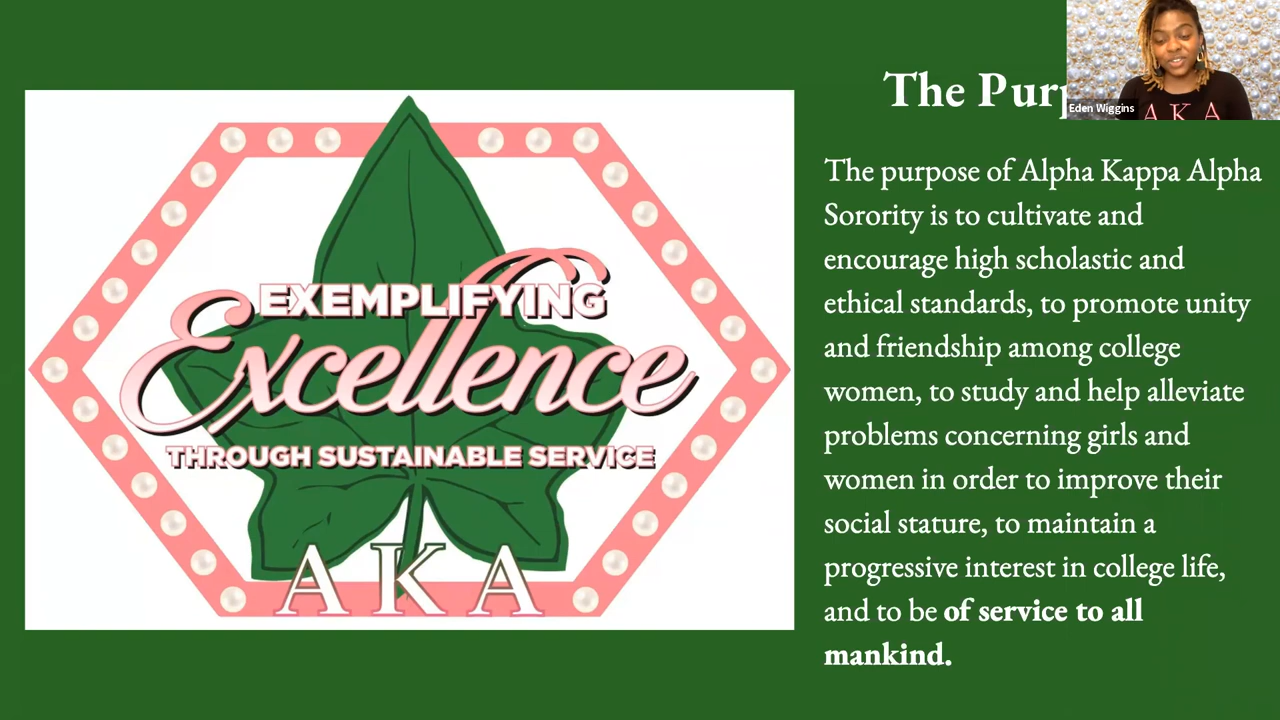 The Purp
Eden Wiggins
AKA
EXEMPLIFYING
Excellence
THROUGH SUSTAINABLE SERVICE
AKA
The purpose of Alpha Kappa Alpha
Sorority is to cultivate and
encourage high scholastic and
ethical standards, to promote unity
and friendship among college
women, to study and help alleviate
problems concerning girls and
women in order to improve their
social stature, to maintain a
progressive interest in college life,
and to be of service to all
mankind.